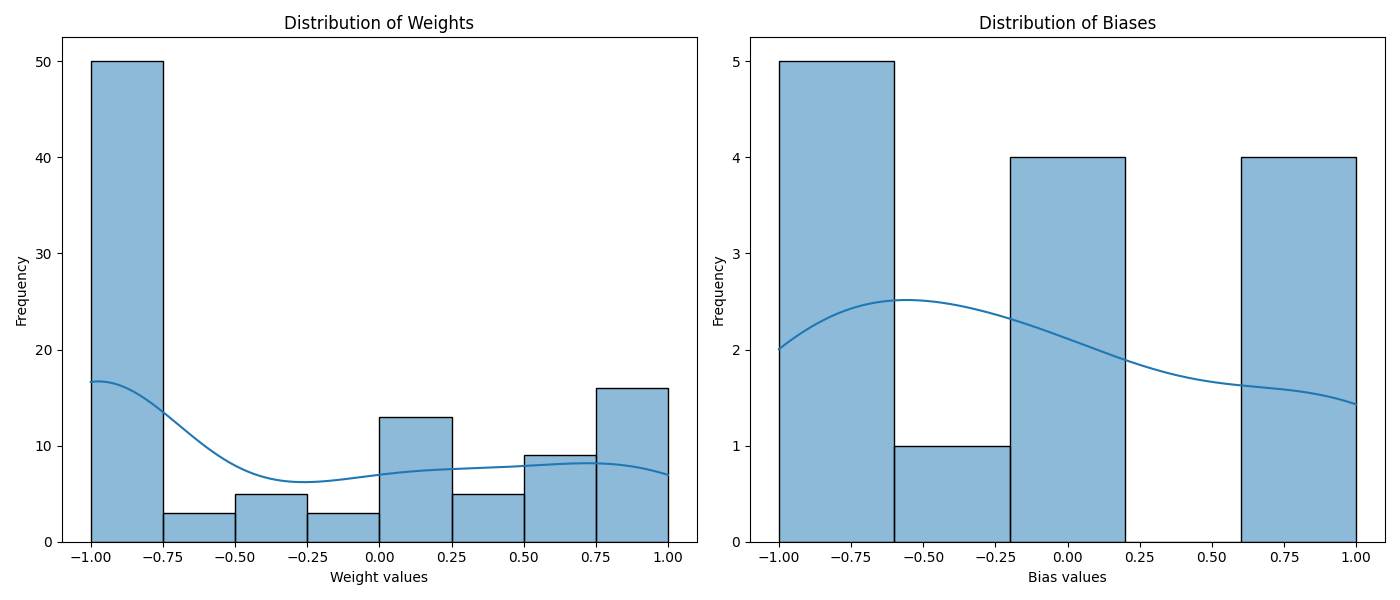 Distribution of Weights
Frequency
50
40
30
20
10
0
−1.00 −0.75 −0.50 −0.25 0.00 0.25 0.50 0.75 1.00
Weight values
Distribution of Biases
Frequency
5
4
3
2
1
0
−1.00 −0.75 −0.50 −0.25 0.00 0.25 0.50 0.75 1.00
Bias values